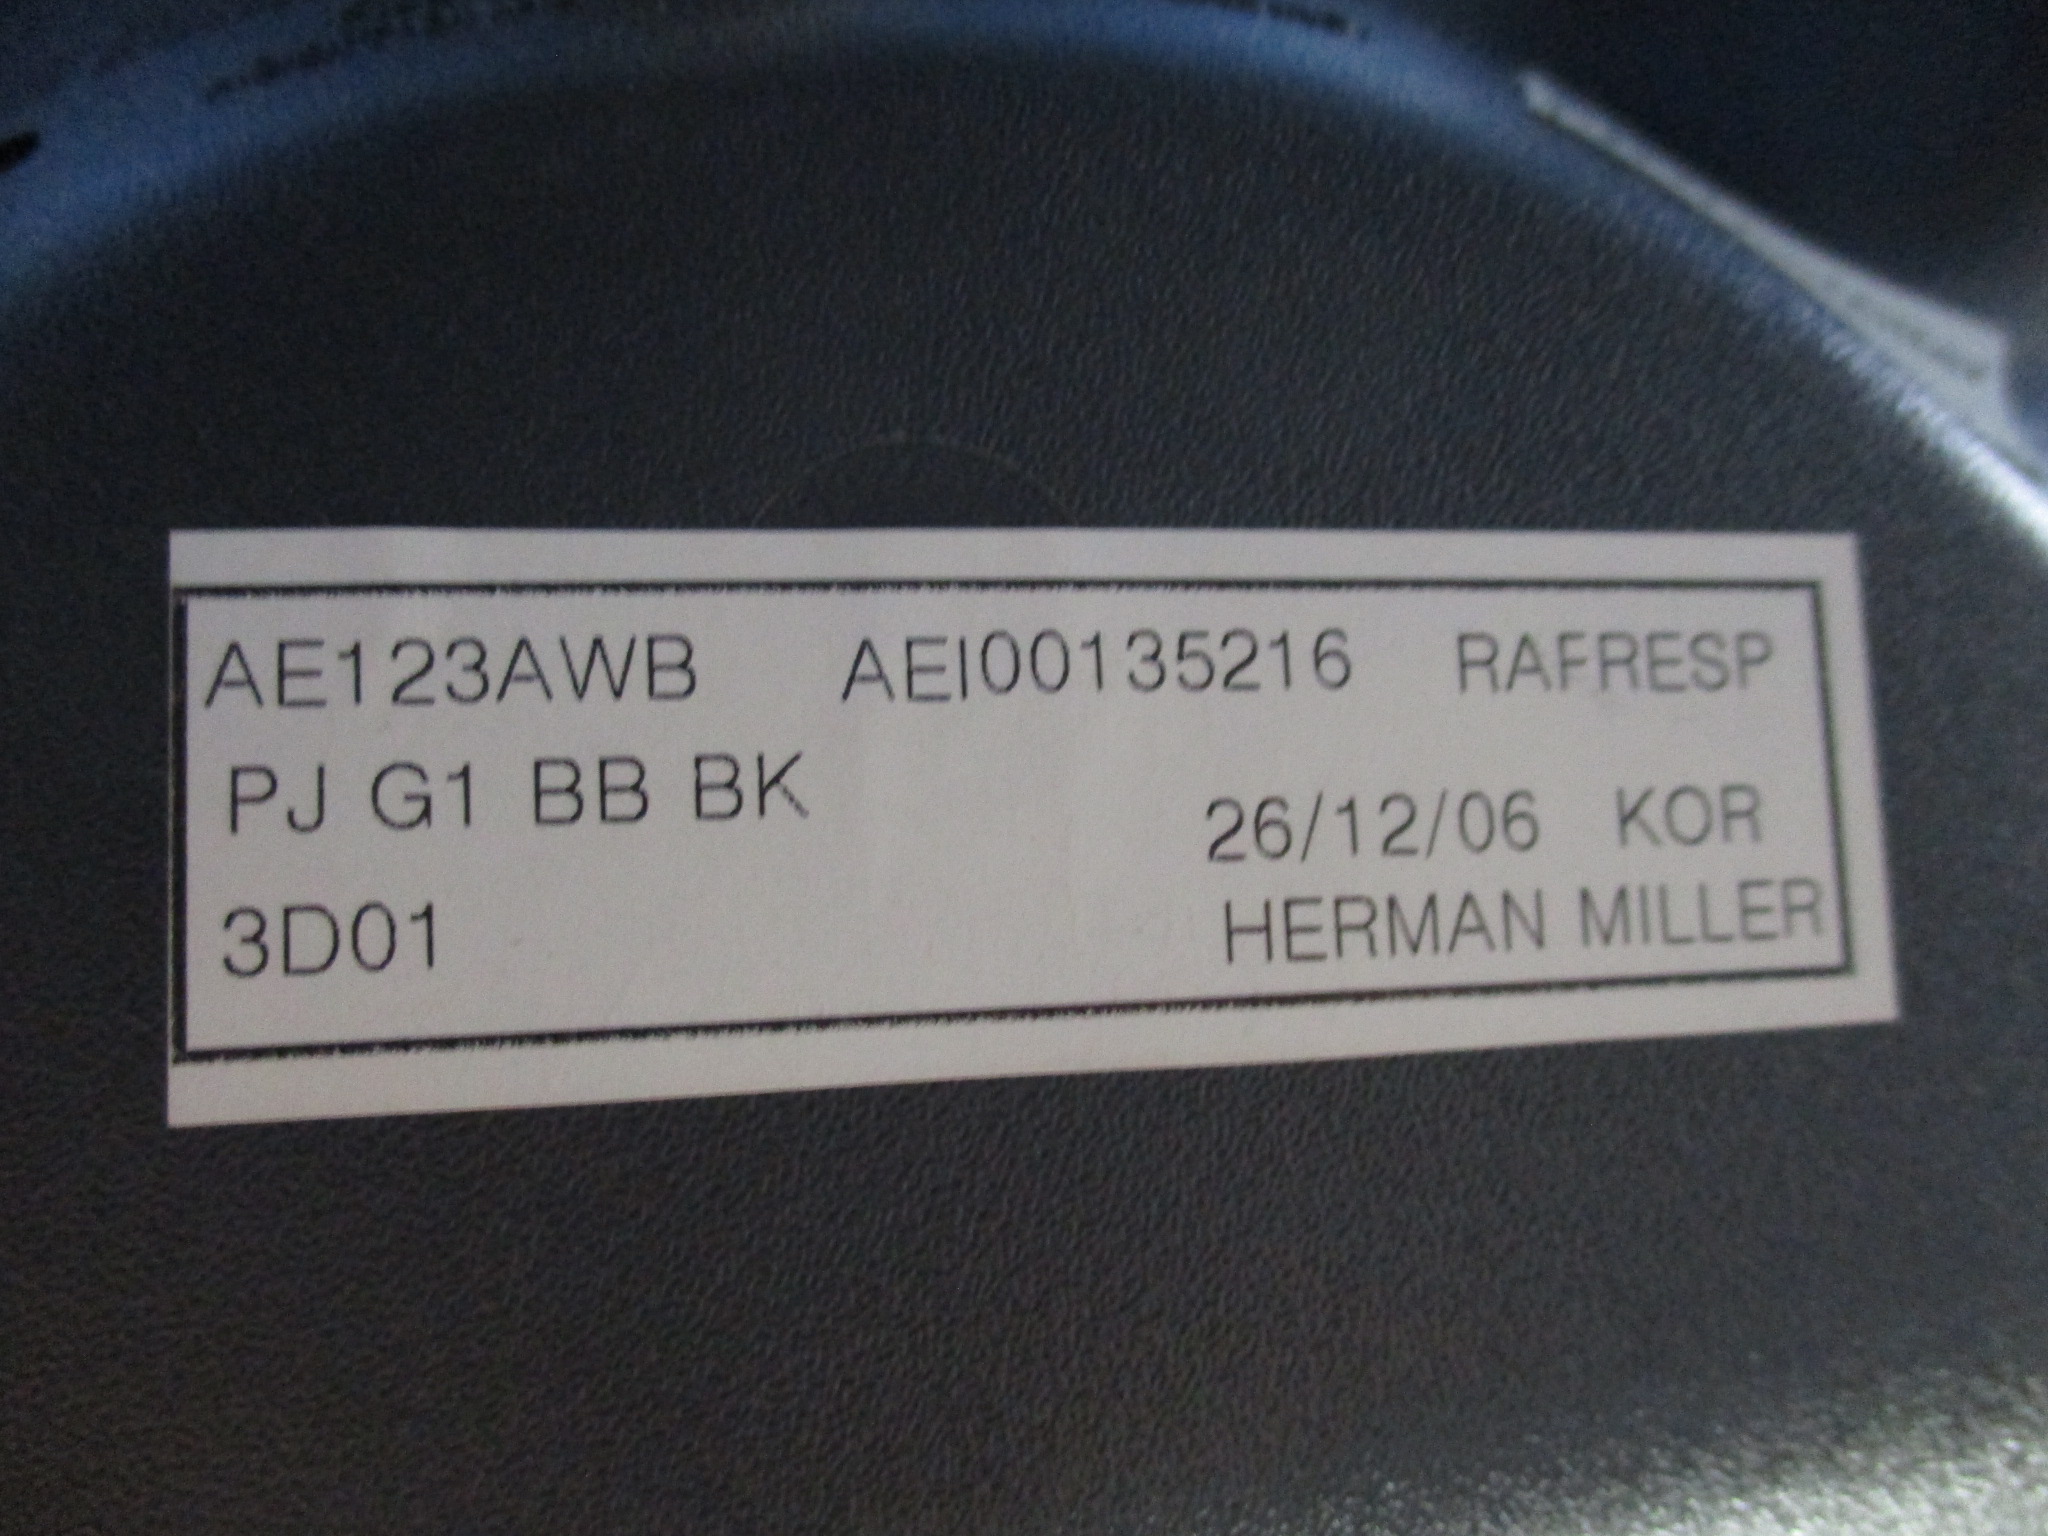 AE123AWB AEI00135216 RAFRESP
PJ G1 BB BK
26/12/06 KOR
3D01
HERMAN MILLER